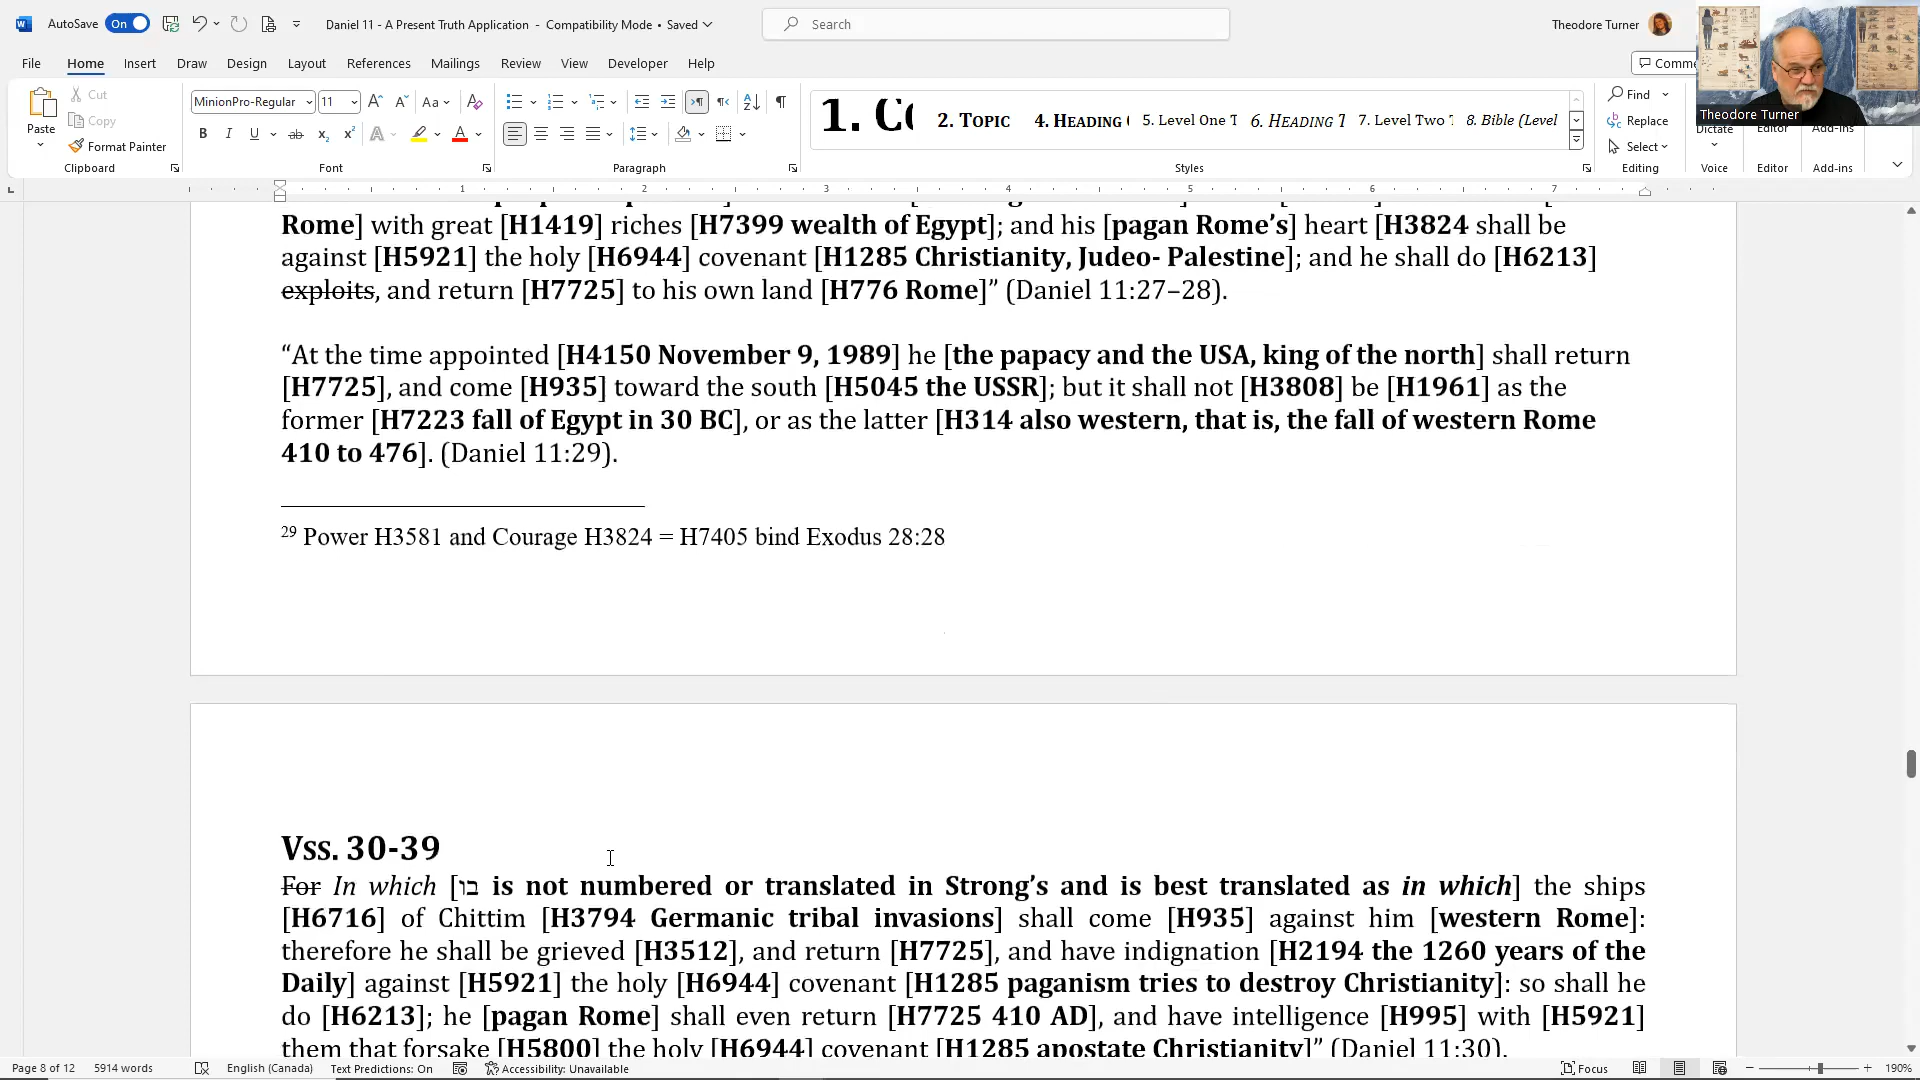 AutoSave On Daniel 11 - A Present Truth Application - Compatibility Mode • Saved Search Theodore Turner
File Home Insert Draw Design Layout References Mailings Review View Developer Help
Theodore Turner
Paste
Cut
Copy
Format Painter
Clipboard
MinionPro-Regular 11
Font
Paragraph
2. TOPIC 4. HEADING 5. Level One T 6. HEADING T 7. Level Two 8. Bible (Level
Styles
Find
Replace
Select
Editing
Dictate
Voice
Editor
Editor
Add-ins
Add-ins
1 2 3 4 5 6 7
Rome] with great [H1419] riches [H7399 wealth of Egypt]; and his [pagan Rome’s] heart [H3824 shall be
against [H5921] the holy [H6944] covenant [H1285 Christianity, Judeo- Palestine]; and he shall do [H6213]
exploits, and return [H7725] to his own land [H776 Rome]” (Daniel 11:27–28).
“At the time appointed [H4150 November 9, 1989] he [the papacy and the USA, king of the north] shall return
[H7725], and come [H935] toward the south [H5045 the USSR]; but it shall not [H3808] be [H1961] as the
former [H7223 fall of Egypt in 30 BC], or as the latter [H314 also western, that is, the fall of western Rome
410 to 476]. (Daniel 11:29).
29 Power H3581 and Courage H3824 = H7405 bind Exodus 28:28
Vss. 30-39
For In which [בו is not numbered or translated in Strong’s and is best translated as in which] the ships
[H6716] of Chittim [H3794 Germanic tribal invasions] shall come [H935] against him [western Rome]:
therefore he shall be grieved [H3512], and return [H7725], and have indignation [H2194 the 1260 years of the
Daily] against [H5921] the holy [H6944] covenant [H1285 paganism tries to destroy Christianity]: so shall he
do [H6213]; he [pagan Rome] shall even return [H7725 410 AD], and have intelligence [H995] with [H5921]
them that forsake [H5800] the holy [H6944] covenant [H1285 apostate Christianity]” (Daniel 11:30).
Page 8 of 12 5914 words English (Canada) Text Predictions: On Accessibility: Unavailable Focus 190%